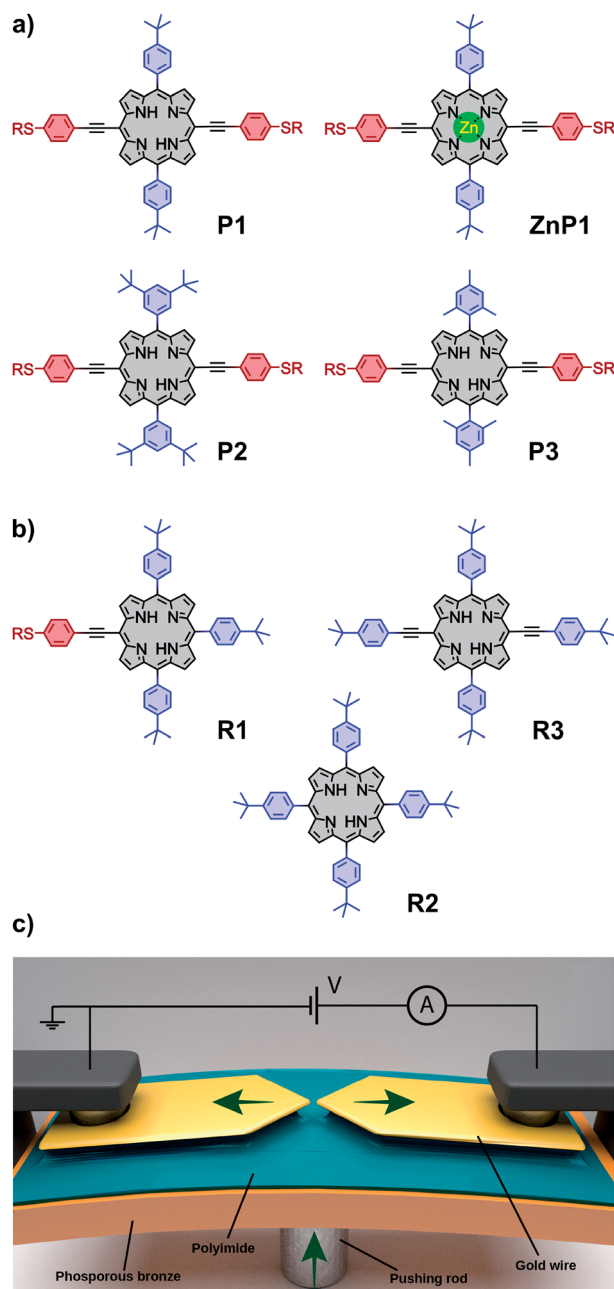 a)
NH N
N N
RS
SR
RS
Zn
SR
HN N
N N
P1
ZnP1
NH N
NH N
RS
SR
RS
SR
N HN
N HN
P2
P3
b)
NH N
NH N
RS
N HN
N HN
R1
R3
NH N
N HN
R2
c)
V
A
Polyimide
Gold wire
Phosporous bronze
Pushing rod